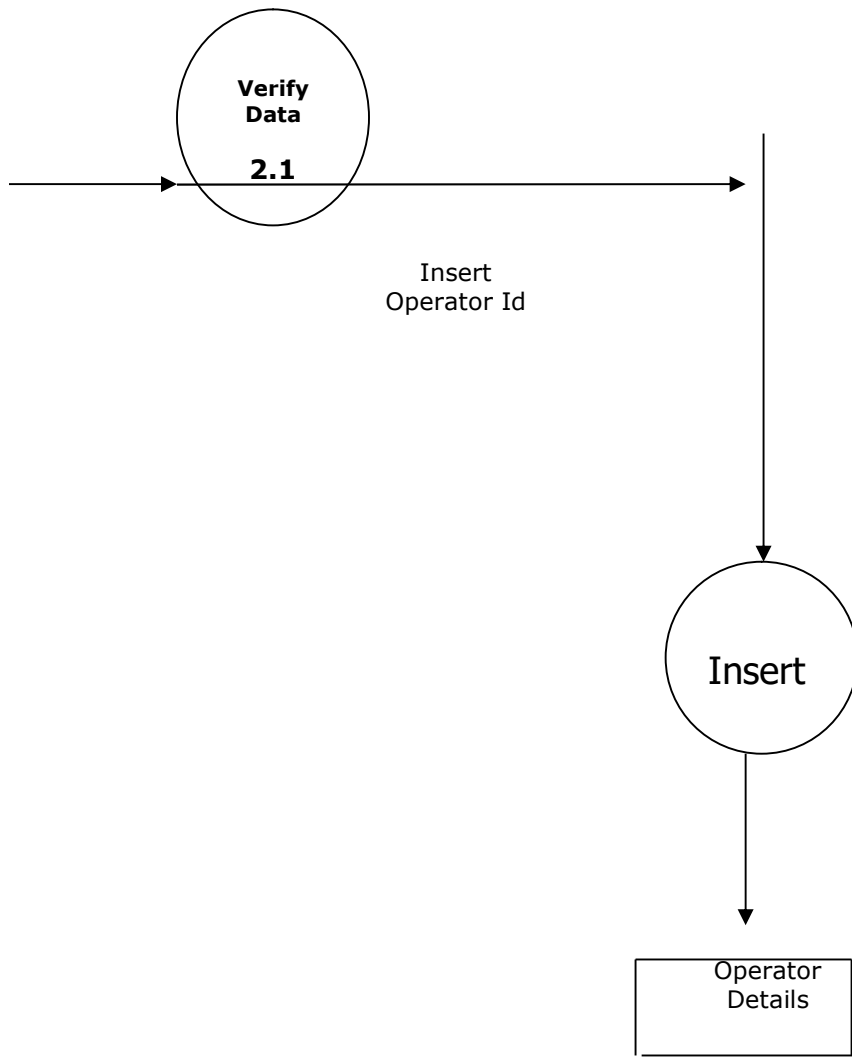 Verify
Data
2.1
Insert
Operator Id
Insert
Operator
Details